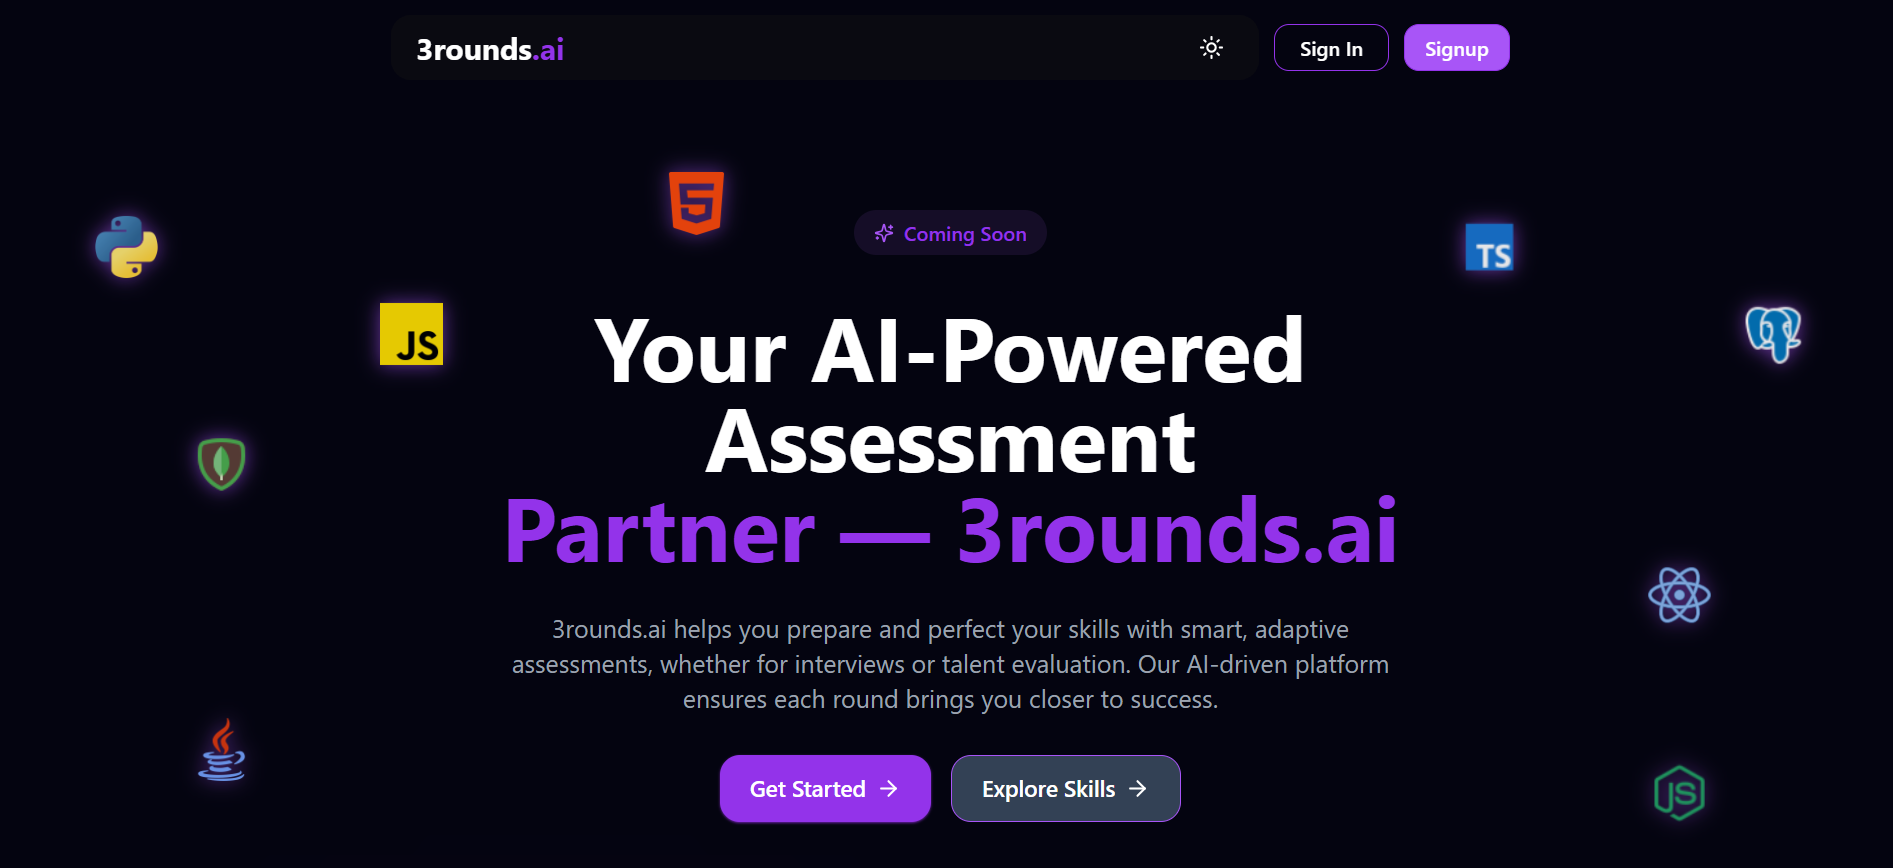 3rounds.ai
Sign In
Signup
Coming Soon
JS
TS
Your AI-Powered
Assessment
Partner — 3rounds.ai
3rounds.ai helps you prepare and perfect your skills with smart, adaptive
assessments, whether for interviews or talent evaluation. Our AI-driven platform
ensures each round brings you closer to success.
Get Started
Explore Skills
JS
5